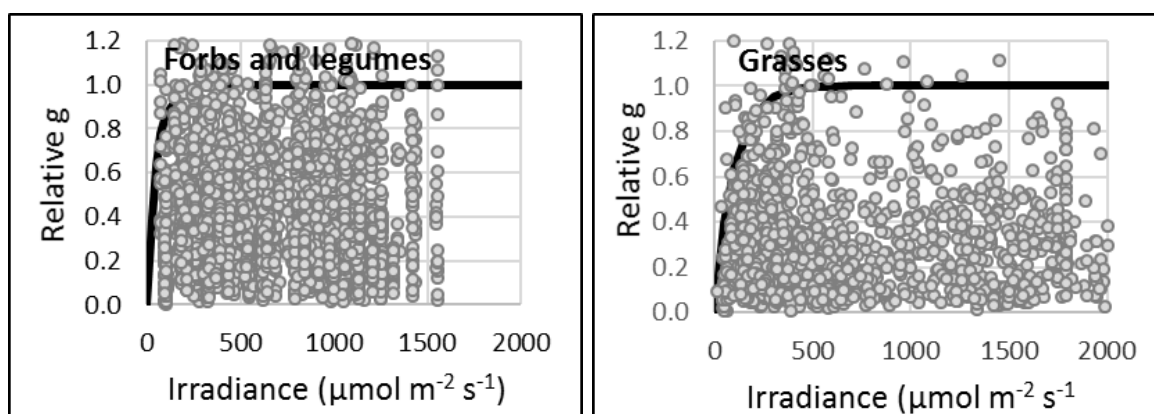 Forbs and legumes
Relative g
1.2
1.0
0.8
0.6
0.4
0.2
0.0
0 500 1000 1500 2000
Irradiance (µmol m⁻² s⁻¹)
Grasses
Relative g
1.2
1.0
0.8
0.6
0.4
0.2
0.0
0 500 1000 1500 2000
Irradiance (µmol m⁻² s⁻¹